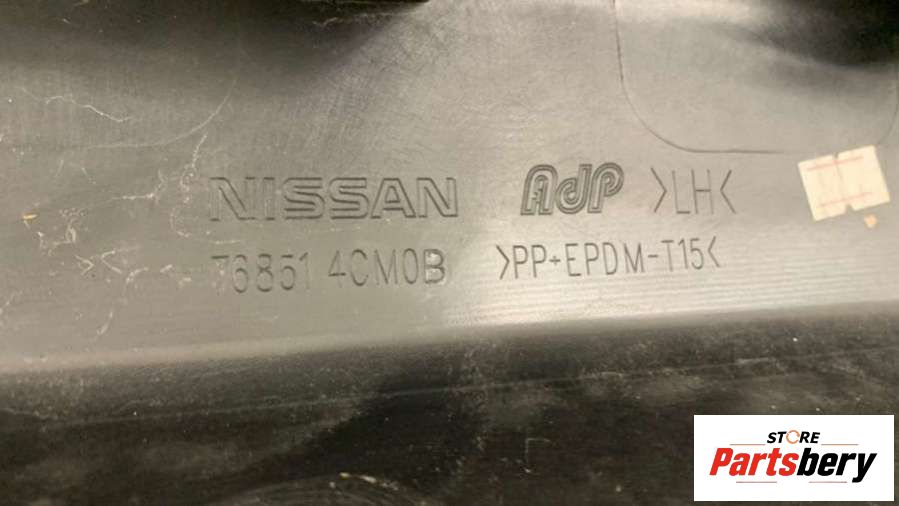 NISSAN AdP >LH<
76851 4CM0B >PP+EPDM-T15<
STORE
Partsbery